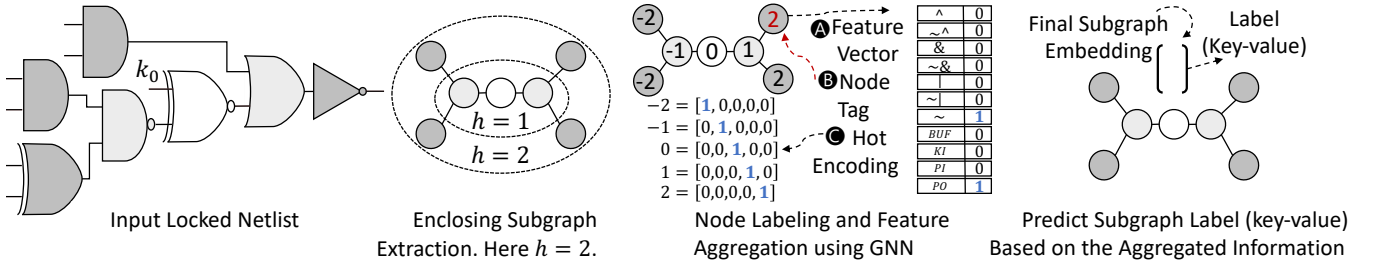 k₀
Input Locked Netlist
h = 1
h = 2
Enclosing Subgraph
Extraction. Here h = 2.
-2
-2
-1
0
1
2
2
A Feature
Vector
B Node
Tag
C Hot
Encoding
−2 = [1,0,0,0,0]
−1 = [0,1,0,0,0]
0 = [0,0,1,0,0]
1 = [0,0,0,1,0]
2 = [0,0,0,0,1]
^ 0
~^ 0
& 0
~& 0
| 0
~| 0
~ 1
BUF 0
KI 0
PI 0
PO 1
Node Labeling and Feature
Aggregation using GNN
Final Subgraph
Embedding
Label
(Key-value)
Predict Subgraph Label (key-value)
Based on the Aggregated Information